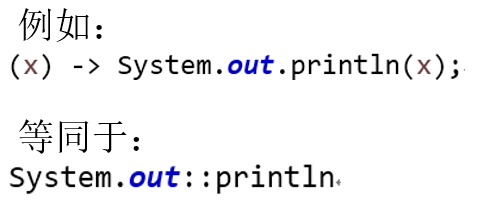 例如：
(x) -> System.out.println(x);
等同于：
System.out::println